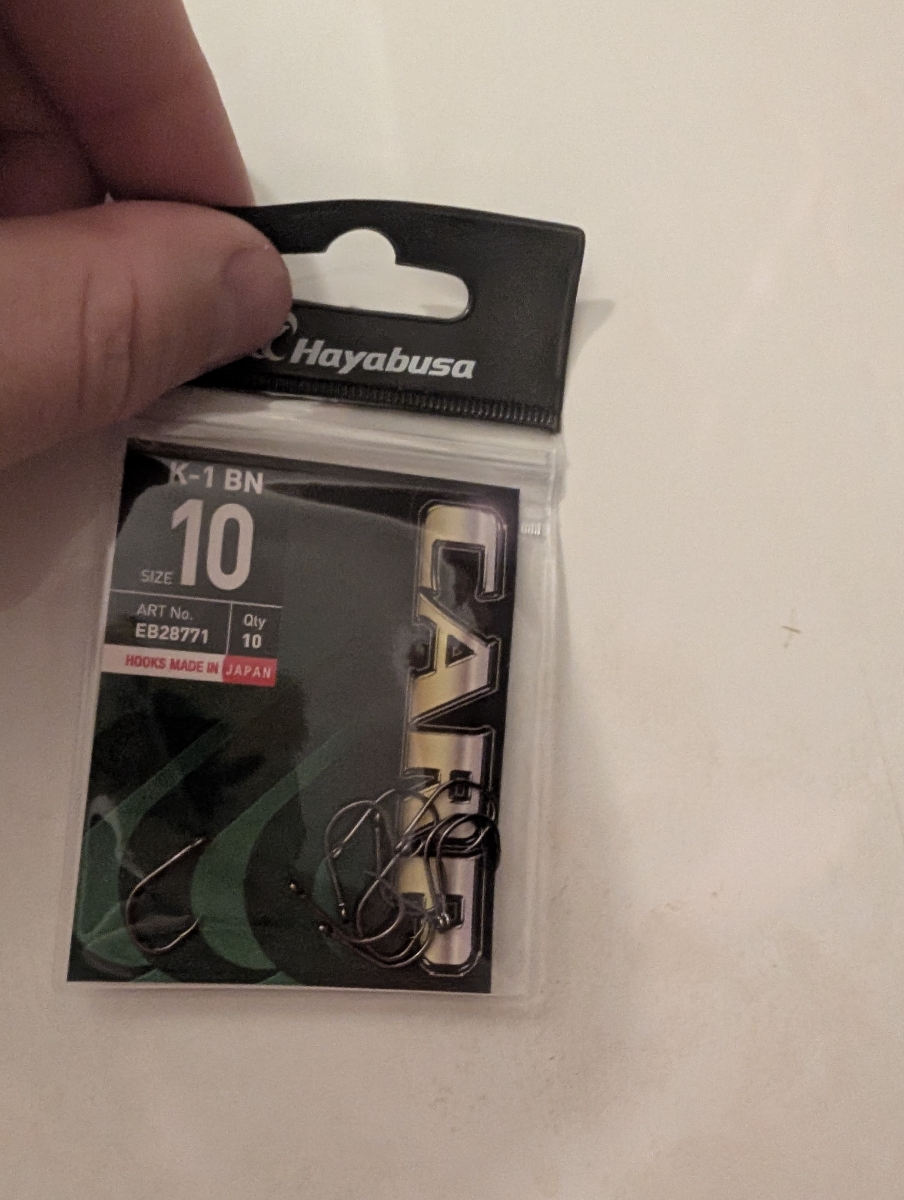 Hayabusa
K-1 BN
SIZE 10
ART No.
EB28771
Qty
10
HOOKS MADE IN JAPAN
CARP